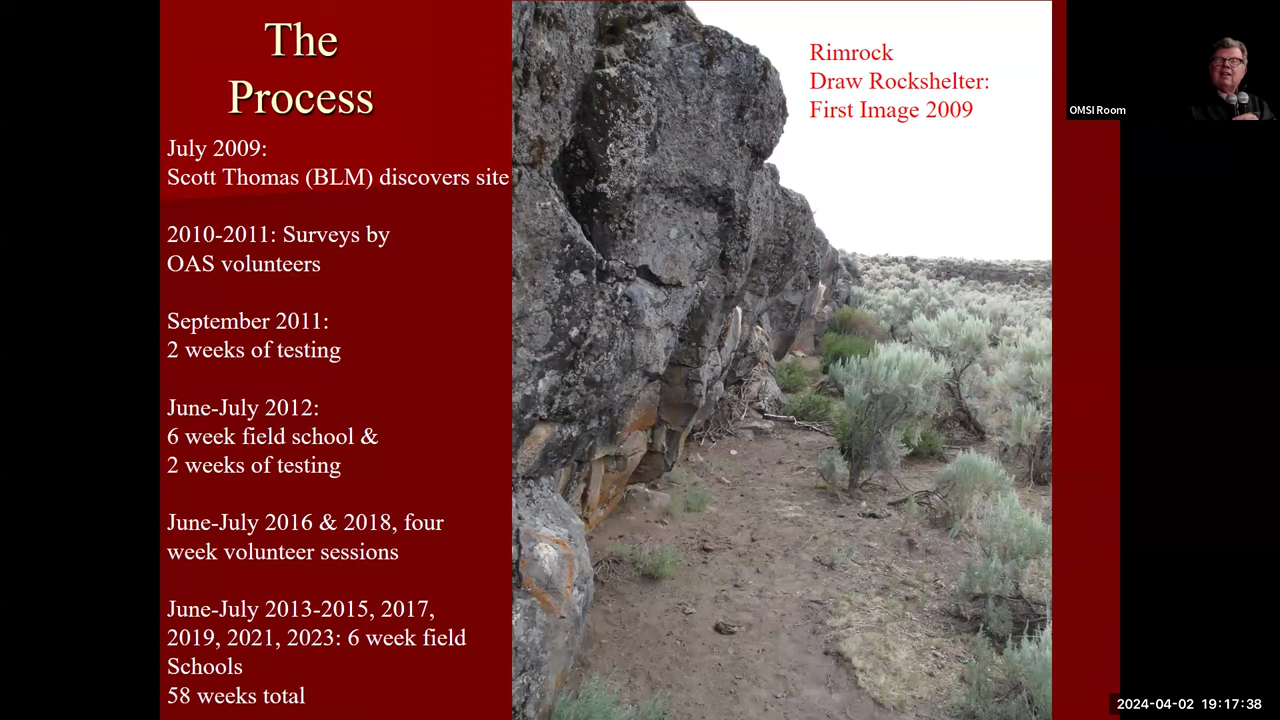 The
Process
July 2009:
Scott Thomas (BLM) discovers site
2010-2011: Surveys by
OAS volunteers
September 2011:
2 weeks of testing
June-July 2012:
6 week field school &
2 weeks of testing
June-July 2016 & 2018, four
week volunteer sessions
June-July 2013-2015, 2017,
2019, 2021, 2023: 6 week field
Schools
58 weeks total
Rimrock
Draw Rockshelter:
First Image 2009
OMSI Room
2024-04-02 19:17:38